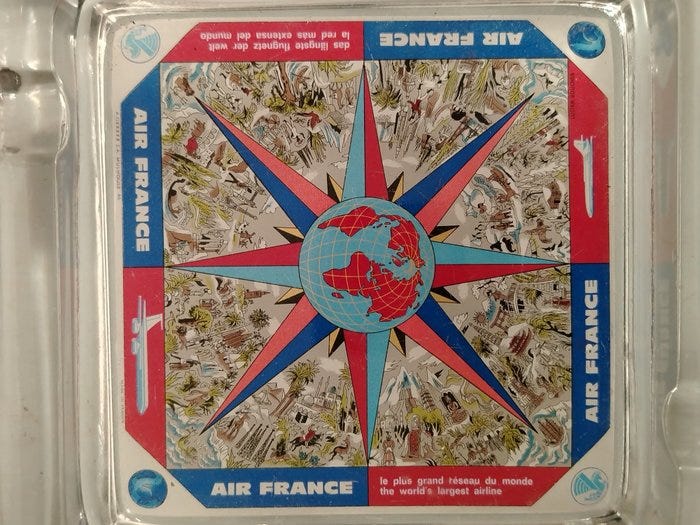 das längste flugnetz der welt
la red más extensa del mundo
AIR FRANCE
AIR FRANCE
AIR FRANCE
AIR FRANCE
le plus grand réseau du monde
the world's largest airline